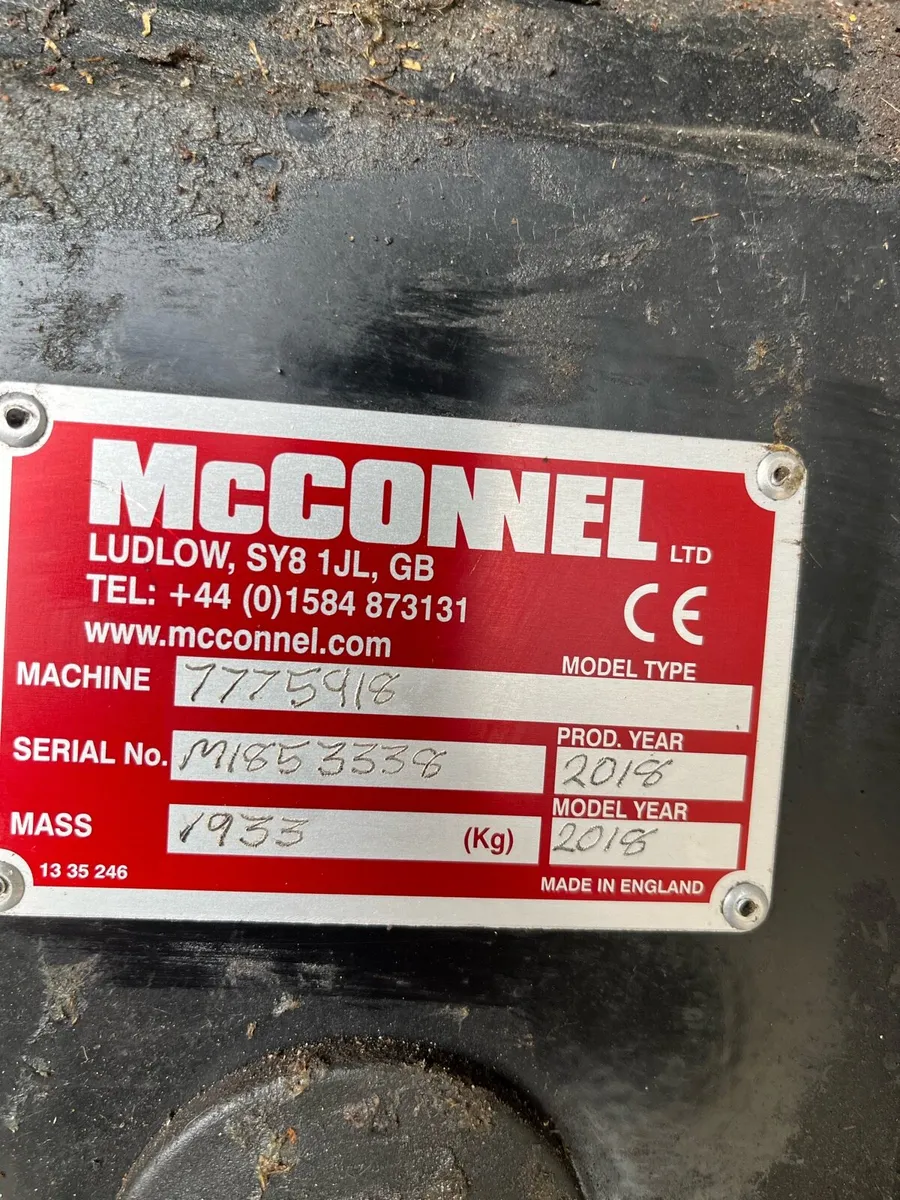 McCONNEL LTD
LUDLOW, SY8 1JL, GB
TEL: +44 (0)1584 873131
CE
www.mcconnel.com
MODEL TYPE
MACHINE 7775918
PROD. YEAR
SERIAL No. M1853338 2018
MODEL YEAR
MASS 1933 (Kg) 2018
13 35 246
MADE IN ENGLAND